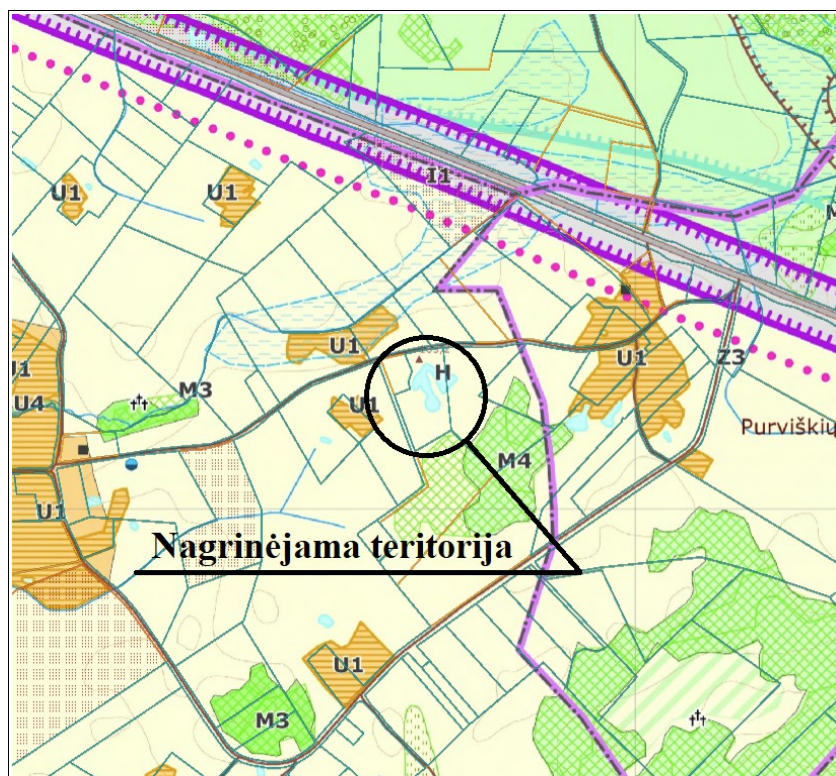 I1
U1
U1
M
U1
U1
Z3
H
U1
M3
U4
U1
Purviškių
M4
U1
Nagrinėjama teritorija
U1
M3